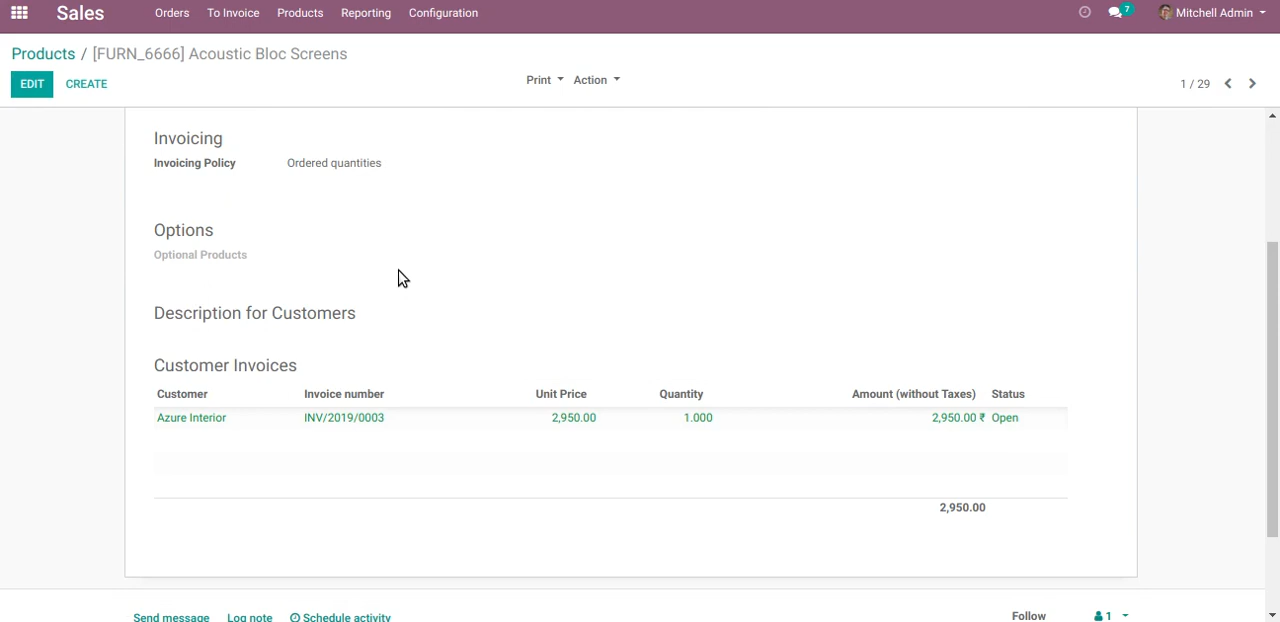 Sales Orders To Invoice Products Reporting Configuration 7 Mitchell Admin
Products / [FURN_6666] Acoustic Bloc Screens
EDIT CREATE Print Action 1 / 29
Invoicing
Invoicing Policy Ordered quantities
Options
Optional Products
Description for Customers
Customer Invoices
Customer Invoice number Unit Price Quantity Amount (without Taxes) Status
Azure Interior INV/2019/0003 2,950.00 1.000 2,950.00 ₹ Open
2,950.00
Send message Log note Schedule activity Follow 1